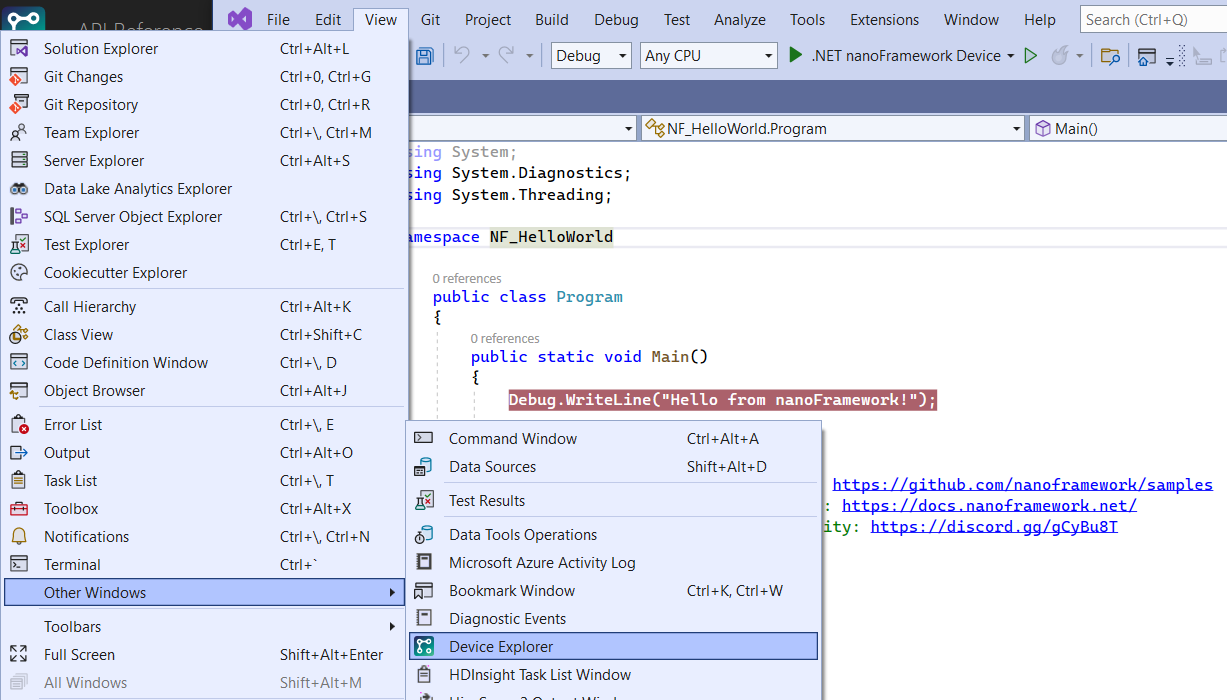 API Reference
File Edit View Git Project Build Debug Test Analyze Tools Extensions Window Help Search (Ctrl+Q)
Debug Any CPU .NET nanoFramework Device
NF_HelloWorld.Program Main()
Solution Explorer Ctrl+Alt+L
Git Changes Ctrl+0, Ctrl+G
Git Repository Ctrl+0, Ctrl+R
Team Explorer Ctrl+\, Ctrl+M
Server Explorer Ctrl+Alt+S
Data Lake Analytics Explorer
SQL Server Object Explorer Ctrl+\, Ctrl+S
Test Explorer Ctrl+E, T
Cookiecutter Explorer
Call Hierarchy Ctrl+Alt+K
Class View Ctrl+Shift+C
Code Definition Window Ctrl+\, D
Object Browser Ctrl+Alt+J
Error List Ctrl+\, E
Output Ctrl+Alt+O
Task List Ctrl+\, T
Toolbox Ctrl+Alt+X
Notifications Ctrl+\, Ctrl+N
Terminal Ctrl+`
Other Windows
Toolbars
Full Screen Shift+Alt+Enter
All Windows Shift+Alt+M
sing System;
sing System.Diagnostics;
sing System.Threading;
amespace NF_HelloWorld
0 references
public class Program
{
0 references
public static void Main()
{
Debug.WriteLine("Hello from nanoFramework!");
https://github.com/nanoframework/samples
: https://docs.nanoframework.net/
ity: https://discord.gg/gCyBu8T
Command Window Ctrl+Alt+A
Data Sources Shift+Alt+D
Test Results
Data Tools Operations
Microsoft Azure Activity Log
Bookmark Window Ctrl+K, Ctrl+W
Diagnostic Events
Device Explorer
HDInsight Task List Window